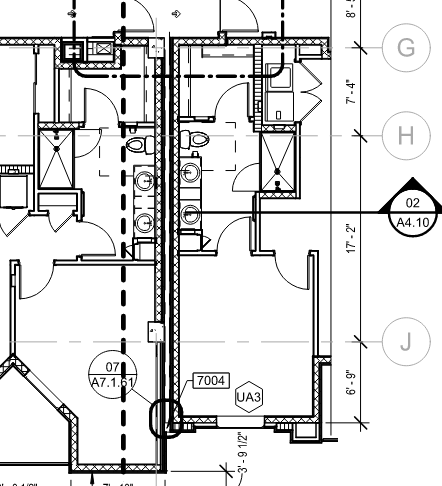 8'-
G
7'- 4"
H
02
A4.10
17'- 2"
J
07
A7.1.61
7004
UA3
6'- 9"
3'- 9 1/2"